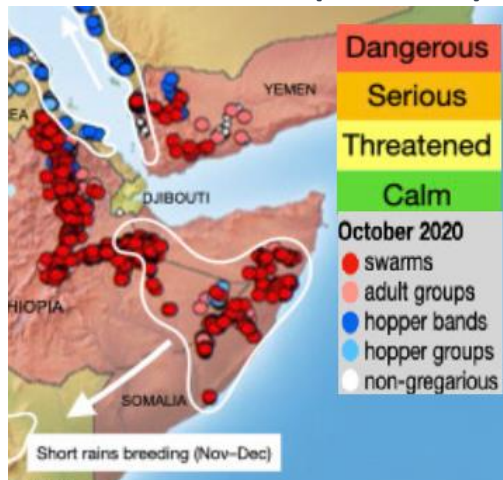 Dangerous
Serious
Threatened
Calm
October 2020
swarms
adult groups
hopper bands
hopper groups
non-gregarious
YEMEN
EA
DJIBOUTI
HIOPIA
SOMALIA
Short rains breeding (Nov–Dec)